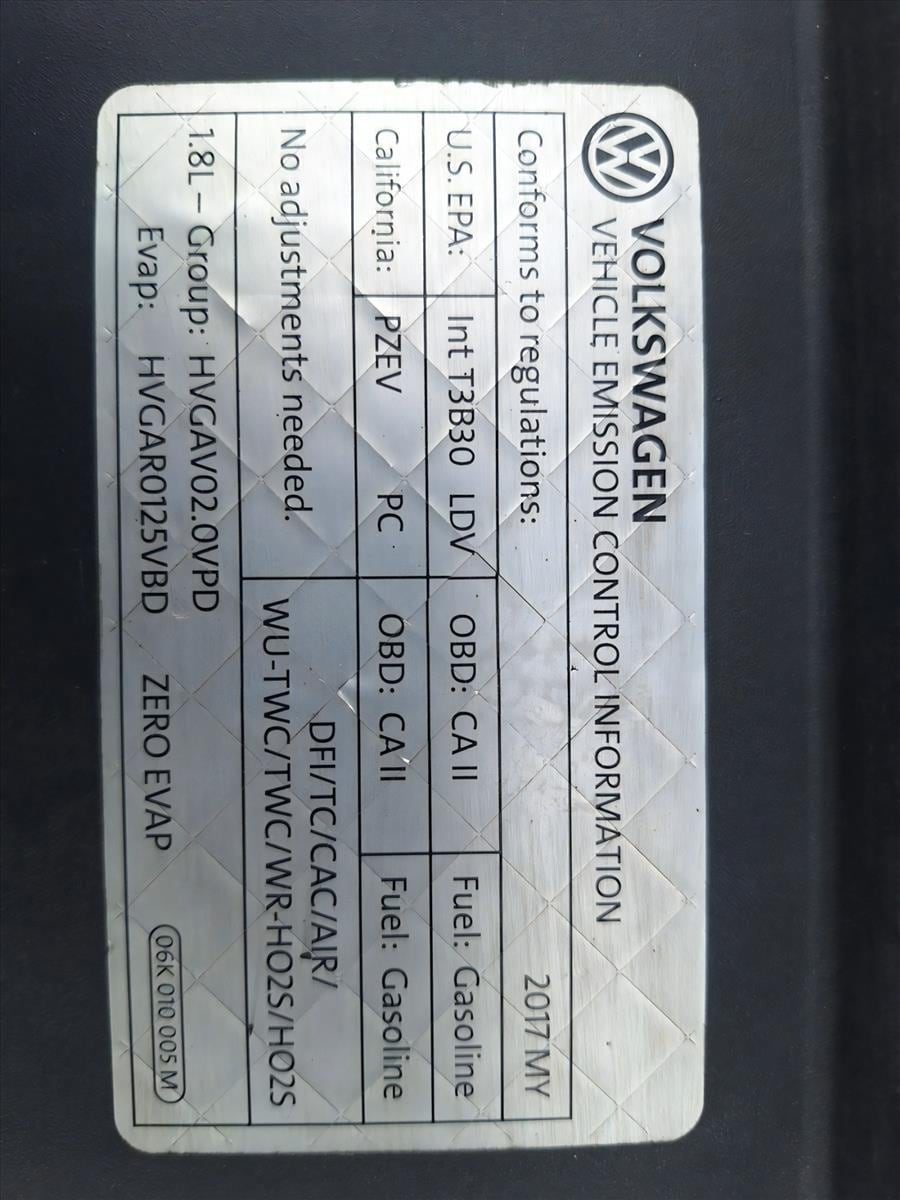 VOLKSWAGEN
VEHICLE EMISSION CONTROL INFORMATION
Conforms to regulations: 2017 MY
U.S. EPA: Int T3B30 LDV OBD: CA II Fuel: Gasoline
California: PZEV PC OBD: CA II Fuel: Gasoline
No adjustments needed. DFI/TC/CAC/AIR/
WU-TWC/TWC/WR-HO2S/HO2S
1.8L– Group: HVGAV02.0VPD
Evap: HVGAR0125VBD ZERO EVAP 06K 010 005 M